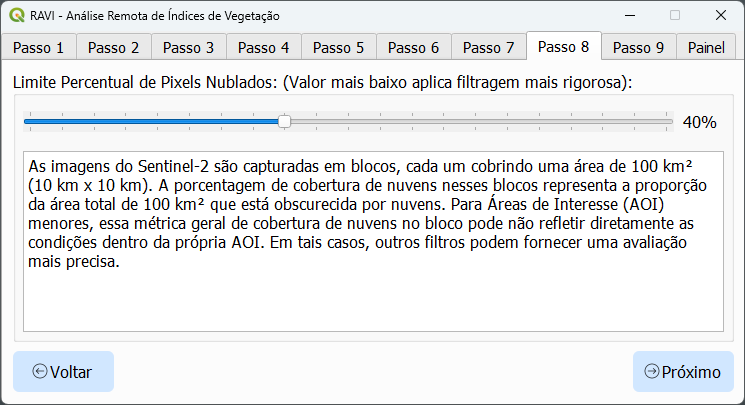 RAVI - Análise Remota de Índices de Vegetação
Passo 1 Passo 2 Passo 3 Passo 4 Passo 5 Passo 6 Passo 7 Passo 8 Passo 9 Painel
Limite Percentual de Pixels Nublados: (Valor mais baixo aplica filtragem mais rigorosa):
40%
As imagens do Sentinel-2 são capturadas em blocos, cada um cobrindo uma área de 100 km²
(10 km x 10 km). A porcentagem de cobertura de nuvens nesses blocos representa a proporção
da área total de 100 km² que está obscurecida por nuvens. Para Áreas de Interesse (AOI)
menores, essa métrica geral de cobertura de nuvens no bloco pode não refletir diretamente as
condições dentro da própria AOI. Em tais casos, outros filtros podem fornecer uma avaliação
mais precisa.
Voltar Próximo